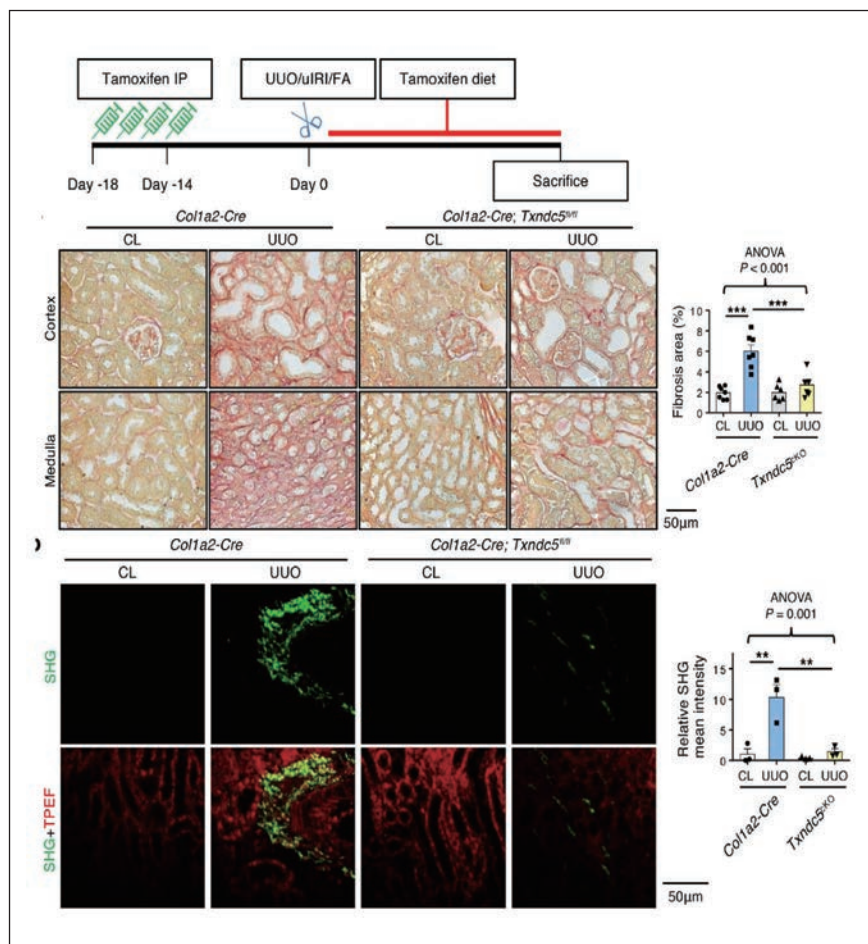 Tamoxifen IP
UUO/uIRI/FA
Tamoxifen diet
Day -18
Day -14
Day 0
Sacrifice
Col1a2-Cre
Col1a2-Cre; Txndc5fl/fl
CL
UUO
CL
UUO
Cortex
Medulla
ANOVA
P < 0.001
***
***
Fibrosis area (%)
10
8
6
4
2
0
CL
UUO
CL
UUO
Col1a2-Cre
Txndc5cKO
50µm
Col1a2-Cre
Col1a2-Cre; Txndc5fl/fl
CL
UUO
CL
UUO
SHG
SHG+TPEF
ANOVA
P = 0.001
**
**
Relative SHG
mean intensity
15
10
5
0
CL
UUO
CL
UUO
Col1a2-Cre
Txndc5cKO
50µm